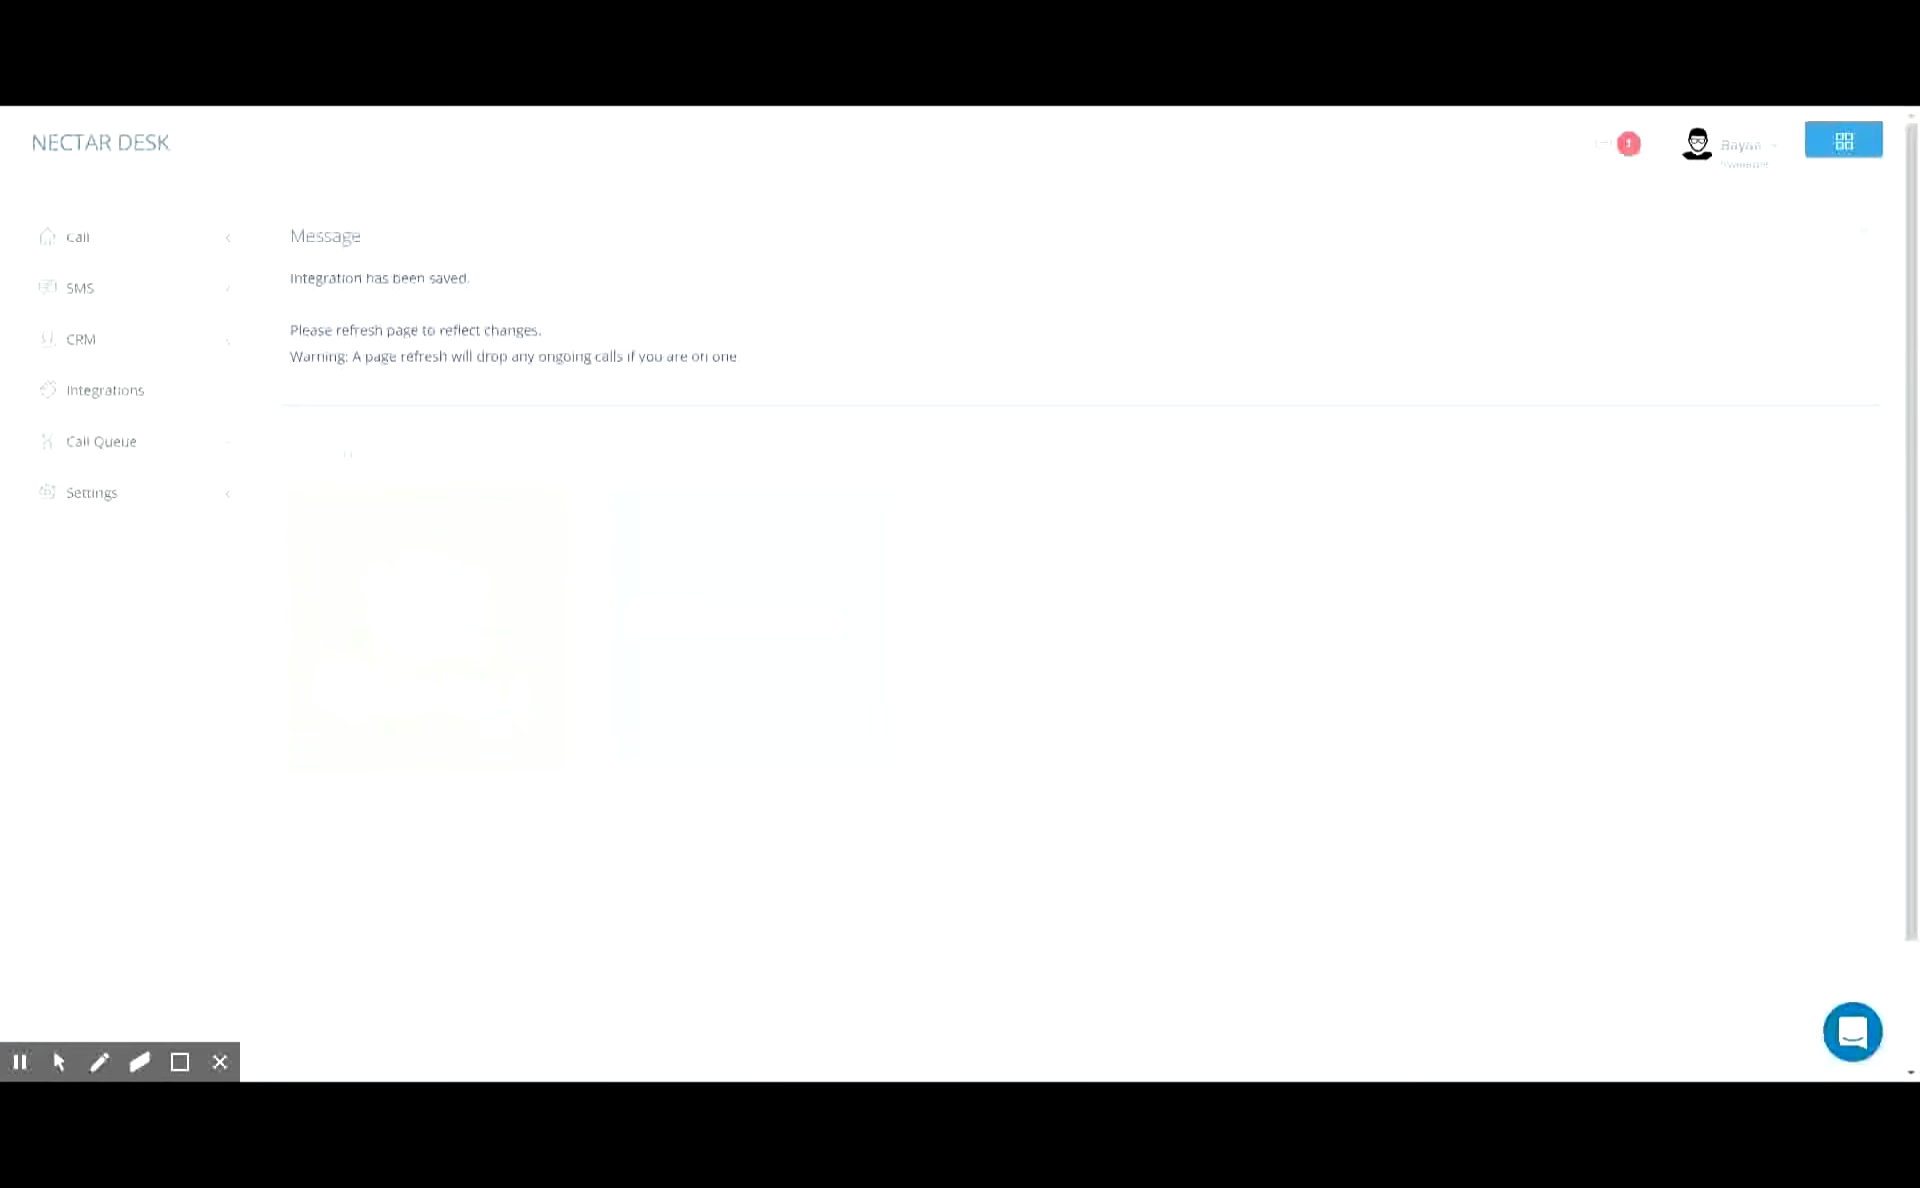 NECTAR DESK
Call
SMS
CRM
Integrations
Call Queue
Settings
Message
Integration has been saved.
Please refresh page to reflect changes.
Warning: A page refresh will drop any ongoing calls if you are on one